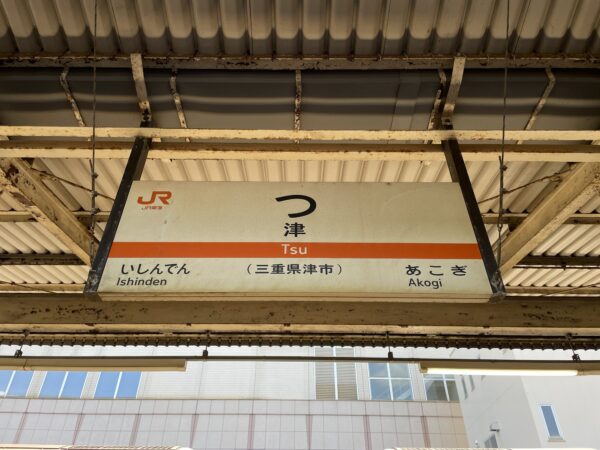 JR
JR東海
つ
津
Tsu
いしんでん
（三重県津市）
あこぎ
Ishinden
Akogi